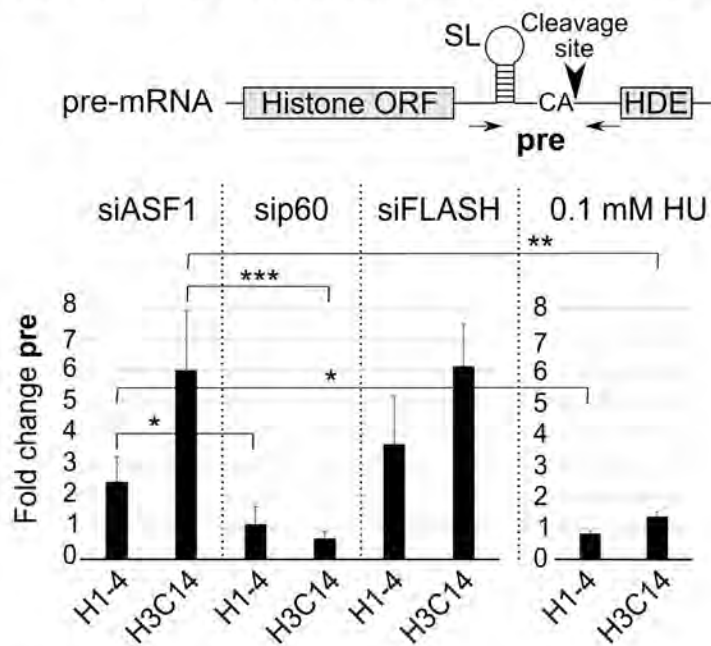 SL
Cleavage
site
pre-mRNA
Histone ORF
CA
HDE
pre
siASF1 sip60 siFLASH 0.1 mM HU
**
***
*
*
Fold change pre
8 8
7 7
6 6
5 5
4 4
3 3
2 2
1 1
0 0
H1-4 H3C14 H1-4 H3C14 H1-4 H3C14 H1-4 H3C14